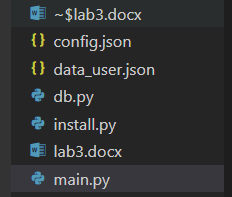 ~$lab3.docx
config.json
data_user.json
db.py
install.py
lab3.docx
main.py